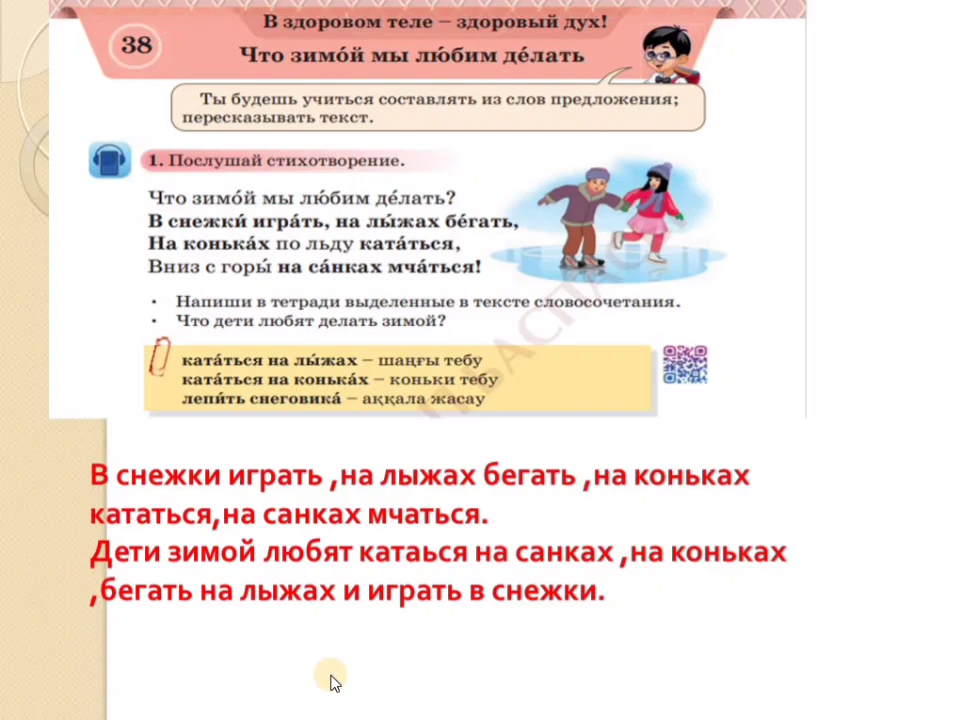 В здоровом теле – здоровый дух!
38
Что зимо́й мы лю́бим де́лать
Ты будешь учиться составлять из слов предложения;
пересказывать текст.
1. Послушай стихотворение.
Что зимо́й мы лю́бим де́лать?
В снежки́ игра́ть, на лы́жах бе́гать,
На конька́х по льду ката́ться,
Вниз с горы́ на са́нках мча́ться!
• Напиши в тетради выделенные в тексте словосочетания.
• Что дети любят делать зимой?
ката́ться на лы́жах – шаңғы тебу
ката́ться на конька́х – коньки тебу
лепи́ть снеговика́ – аққала жасау
В снежки играть ,на лыжах бегать ,на коньках
кататься,на санках мчаться.
Дети зимой любят катаься на санках ,на коньках
,бегать на лыжах и играть в снежки.